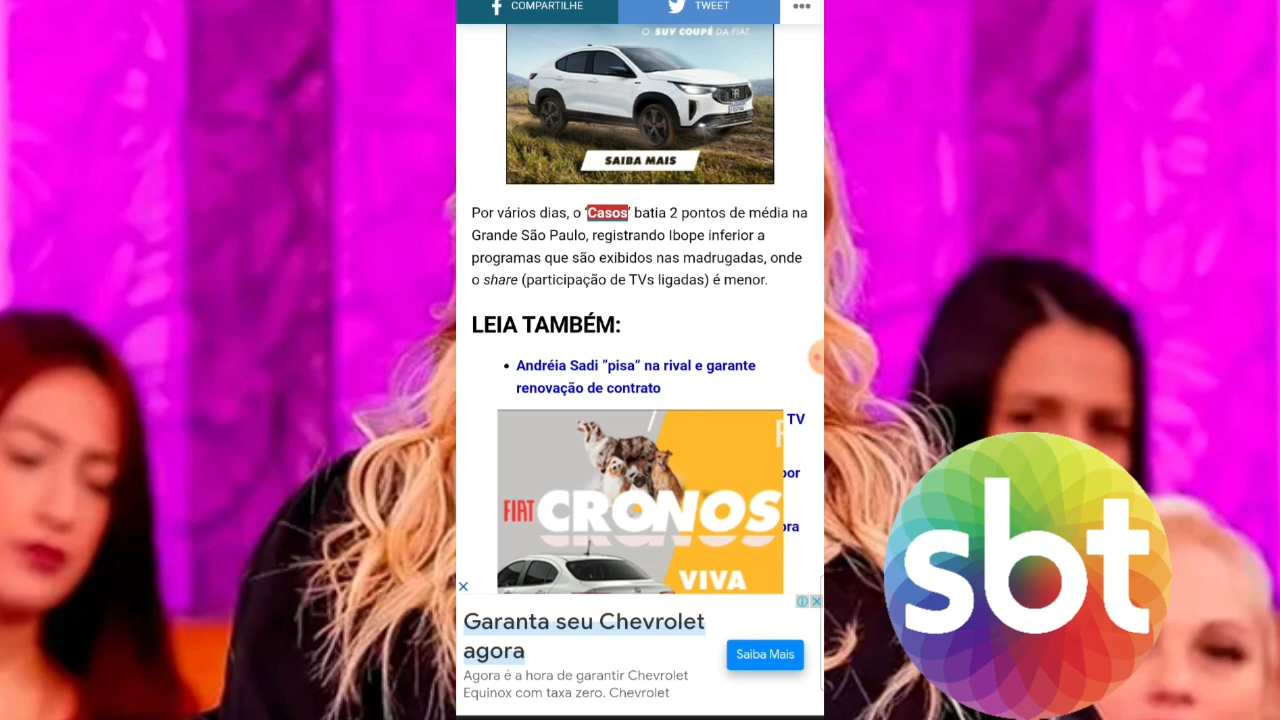 COMPARTILHE
TWEET
O SUV COUPÉ DA FIAT
SAIBA MAIS
Por vários dias, o ‘Casos’ batia 2 pontos de média na
Grande São Paulo, registrando Ibope inferior a
programas que são exibidos nas madrugadas, onde
o share (participação de TVs ligadas) é menor.
LEIA TAMBÉM:
Andréia Sadi ”pisa” na rival e garante
renovação de contrato
TV
por
ora
FIAT CRONOS
CRONOS
VIVA
Garanta seu Chevrolet
agora
Agora é a hora de garantir Chevrolet
Equinox com taxa zero. Chevrolet
Saiba Mais
sbt